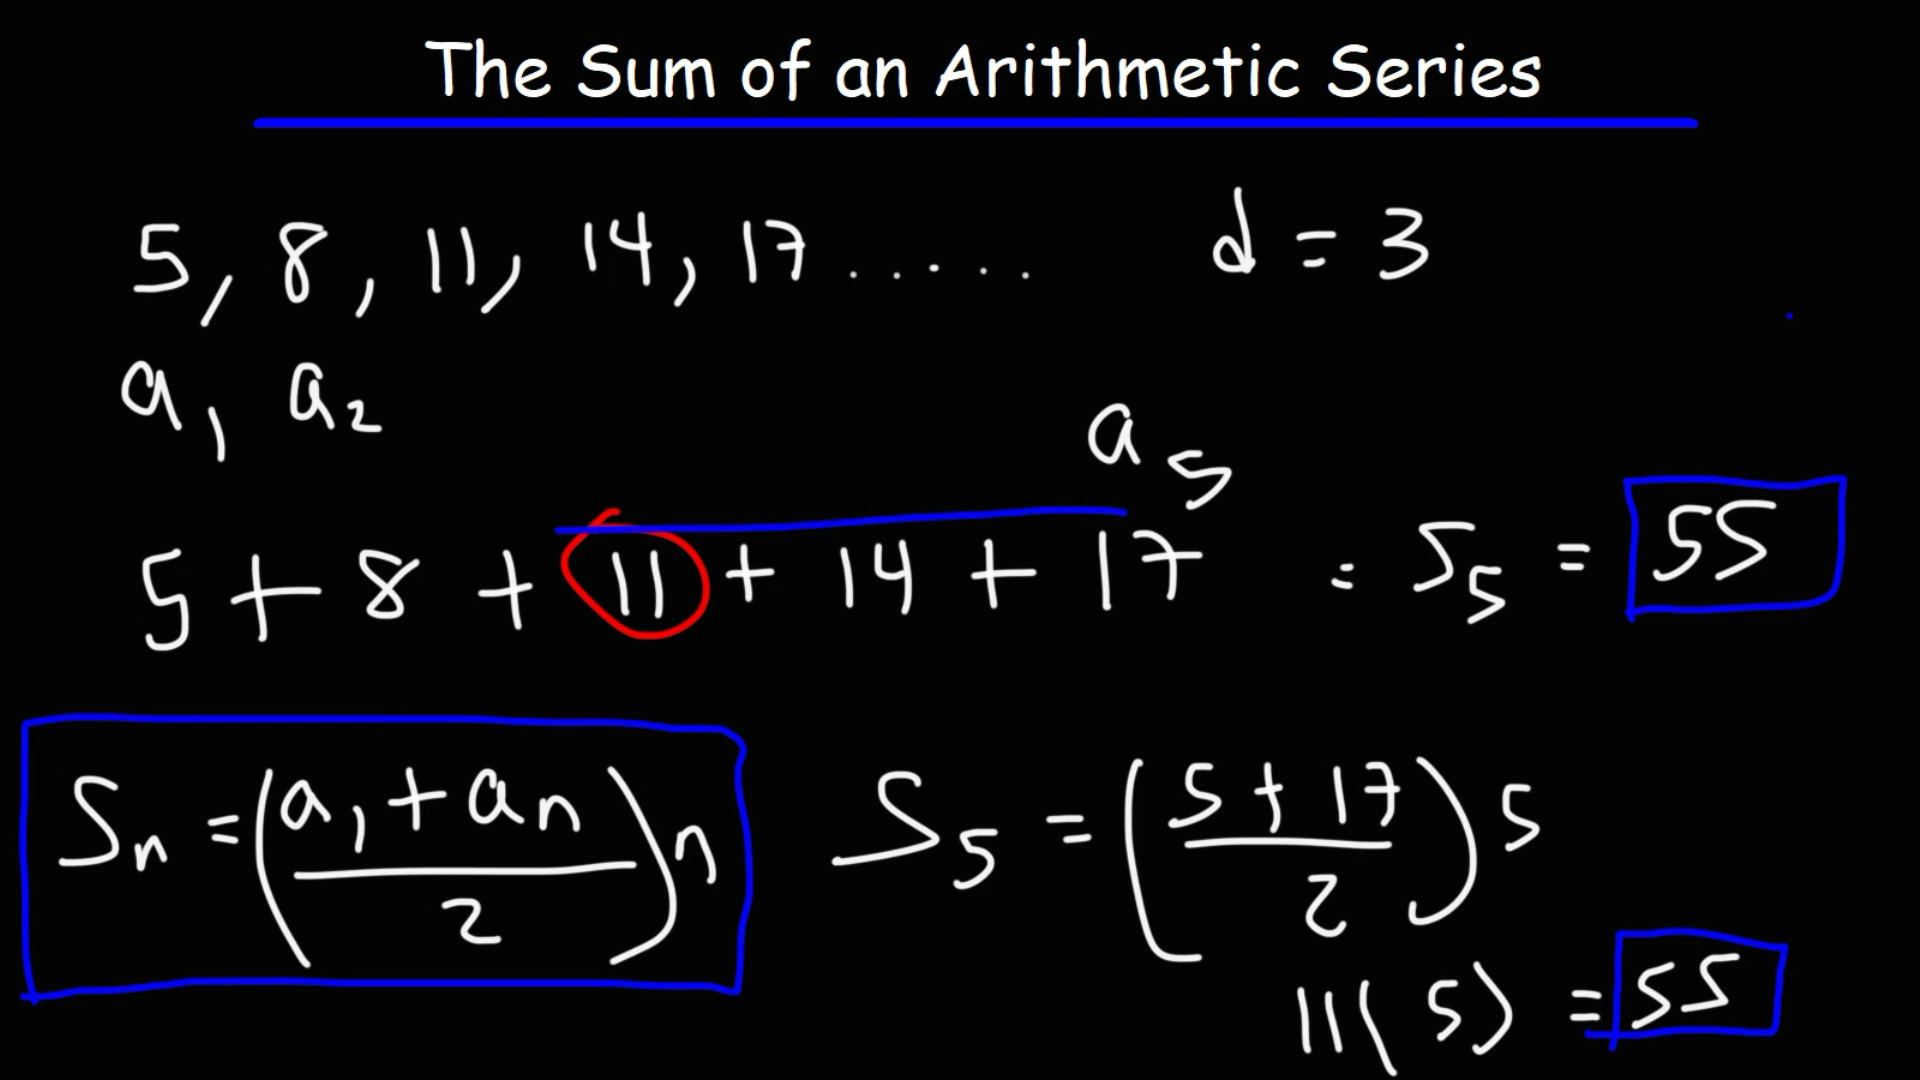 The Sum of an Arithmetic Series
5, 8, 11, 14, 17..... d = 3
a₁ a₂
a₅
5 + 8 + 11 + 14 + 17 = S₅ = 55
Sₙ = (a₁ + aₙ / 2) n S₅ = (5 + 17 / 2) 5
11(5) = 55